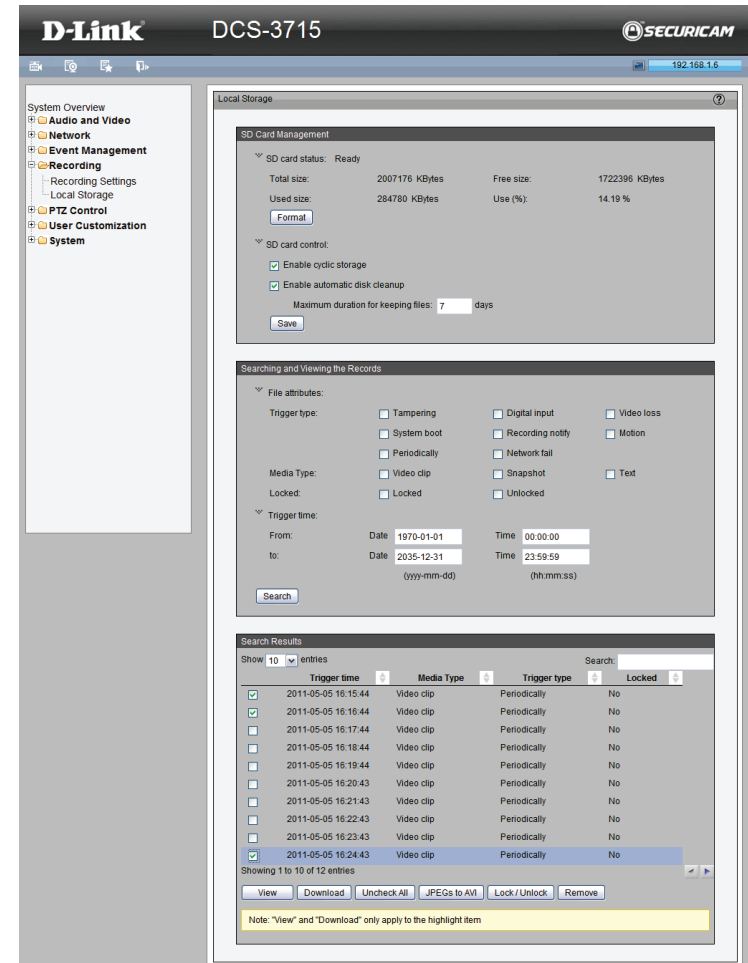 D-Link DCS-3715 SECURICAM
192.168.1.6
System Overview
Audio and Video
Network
Event Management
Recording
Recording Settings
Local Storage
PTZ Control
User Customization
System
Local Storage
SD Card Management
SD card status: Ready
Total size: 2007176 KBytes Free size: 1722396 KBytes
Used size: 284780 KBytes Use (%): 14.19 %
Format
SD card control:
Enable cyclic storage
Enable automatic disk cleanup
Maximum duration for keeping files: 7 days
Save
Searching and Viewing the Records
File attributes:
Trigger type: Tampering Digital input Video loss
System boot Recording notify Motion
Periodically Network fail
Media Type: Video clip Snapshot Text
Locked: Locked Unlocked
Trigger time:
From: Date 1970-01-01 Time 00:00:00
to: Date 2035-12-31 Time 23:59:59
(yyyy-mm-dd) (hh:mm:ss)
Search
Search Results
Show 10 entries Search:
Trigger time Media Type Trigger type Locked
2011-05-05 16:15:44 Video clip Periodically No
2011-05-05 16:16:44 Video clip Periodically No
2011-05-05 16:17:44 Video clip Periodically No
2011-05-05 16:18:44 Video clip Periodically No
2011-05-05 16:19:44 Video clip Periodically No
2011-05-05 16:20:43 Video clip Periodically No
2011-05-05 16:21:43 Video clip Periodically No
2011-05-05 16:22:43 Video clip Periodically No
2011-05-05 16:23:43 Video clip Periodically No
2011-05-05 16:24:43 Video clip Periodically No
Showing 1 to 10 of 12 entries
View Download Uncheck All JPEGs to AVI Lock / Unlock Remove
Note: "View" and "Download" only apply to the highlight item